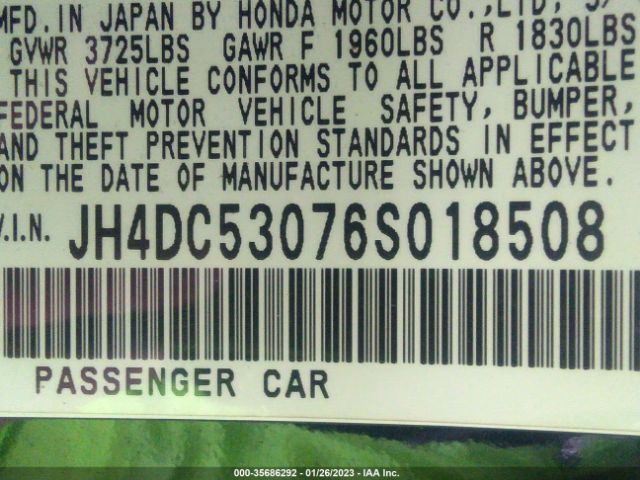 MFD. IN JAPAN BY HONDA MOTOR CO., LTD,
GVWR 3725LBS GAWR F 1960LBS R 1830LBS
THIS VEHICLE CONFORMS TO ALL APPLICABLE
FEDERAL MOTOR VEHICLE SAFETY, BUMPER,
AND THEFT PREVENTION STANDARDS IN EFFECT
ON THE DATE OF MANUFACTURE SHOWN ABOVE.
V.I.N. JH4DC53076S018508
PASSENGER CAR
000-35686292 - 01/26/2023 - IAA Inc.